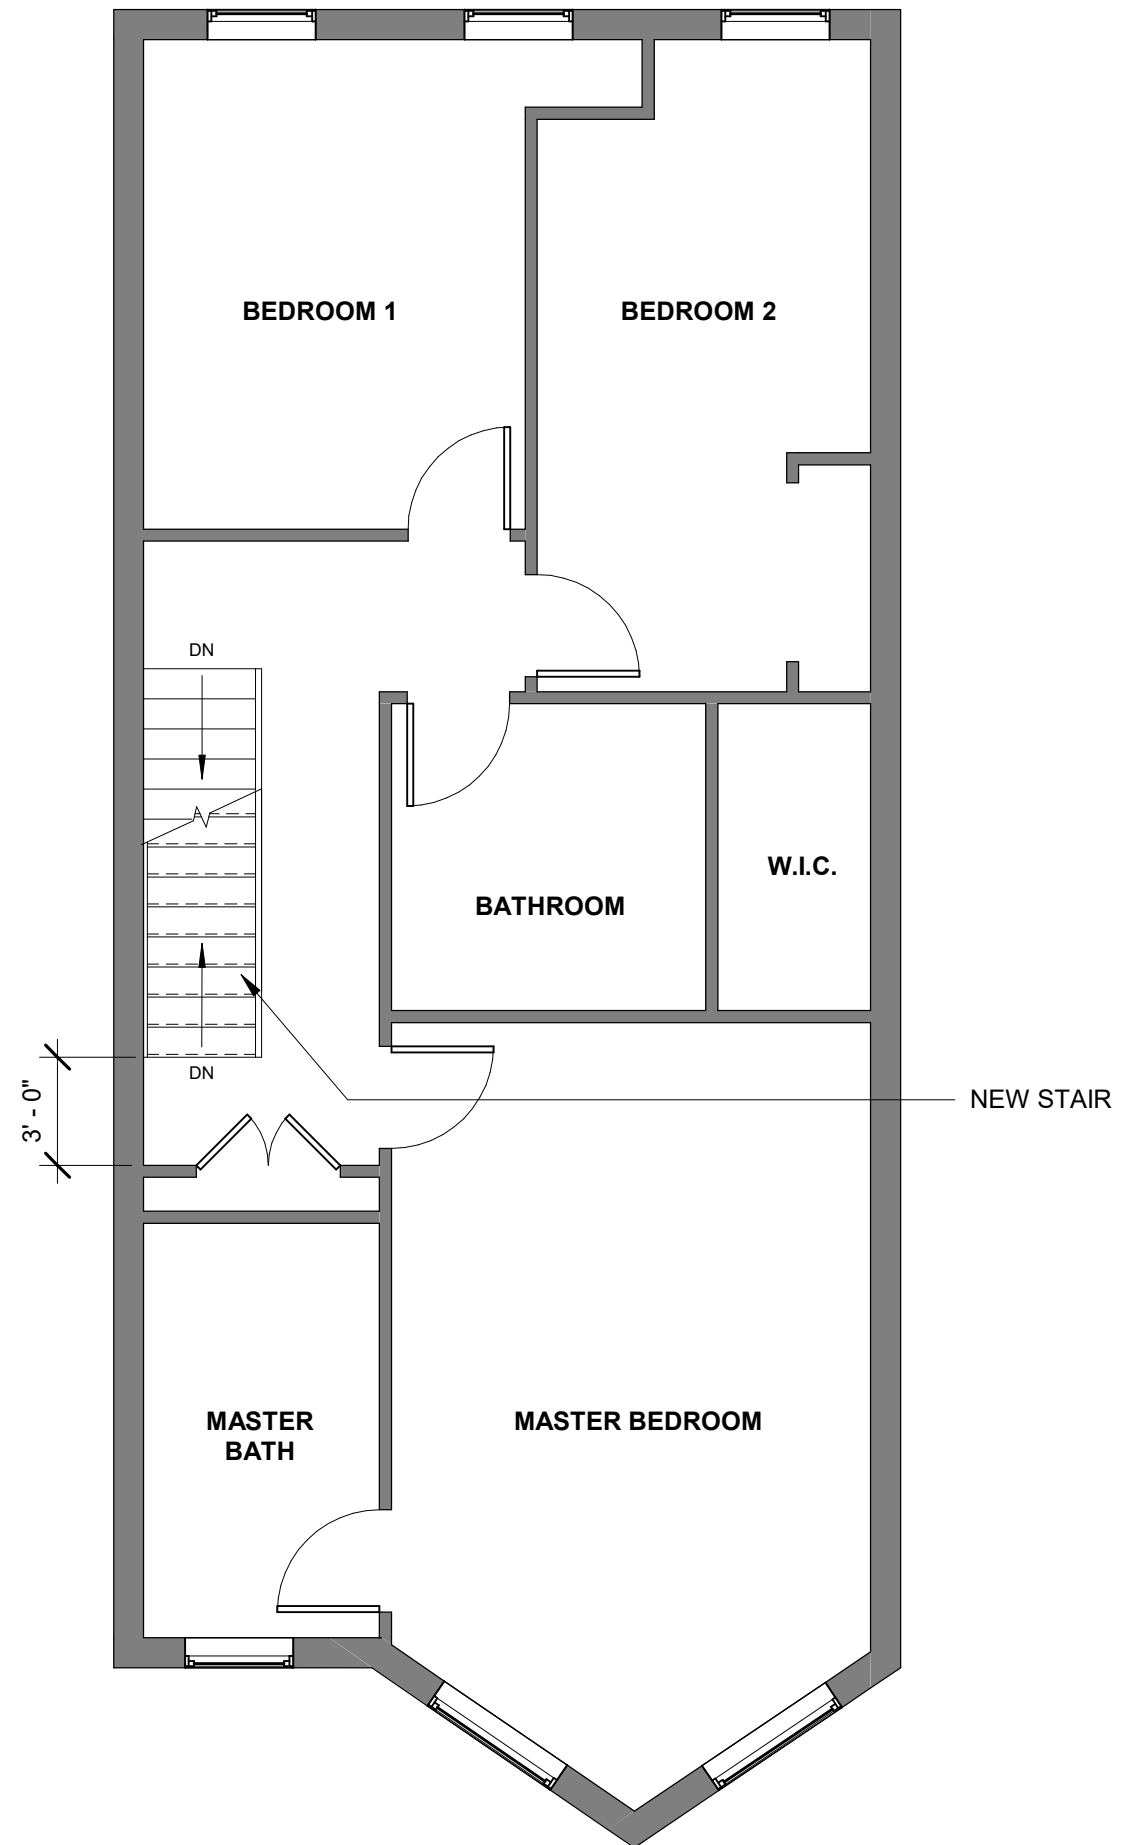 BEDROOM 1
BEDROOM 2
DN
W.I.C.
BATHROOM
DN
3' - 0"
NEW STAIR
MASTER
BATH
MASTER BEDROOM